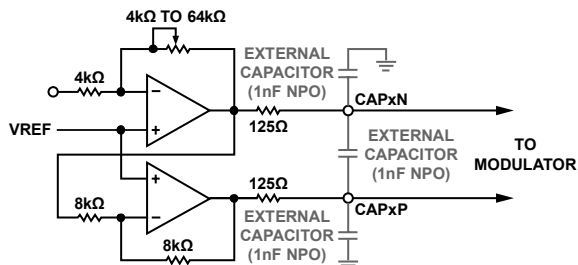 4kΩ TO 64kΩ
4kΩ
VREF
EXTERNAL
CAPACITOR
(1nF NPO)
125Ω
CAPxN
EXTERNAL
CAPACITOR
(1nF NPO)
TO
MODULATOR
125Ω
CAPxP
8kΩ
8kΩ
EXTERNAL
CAPACITOR
(1nF NPO)